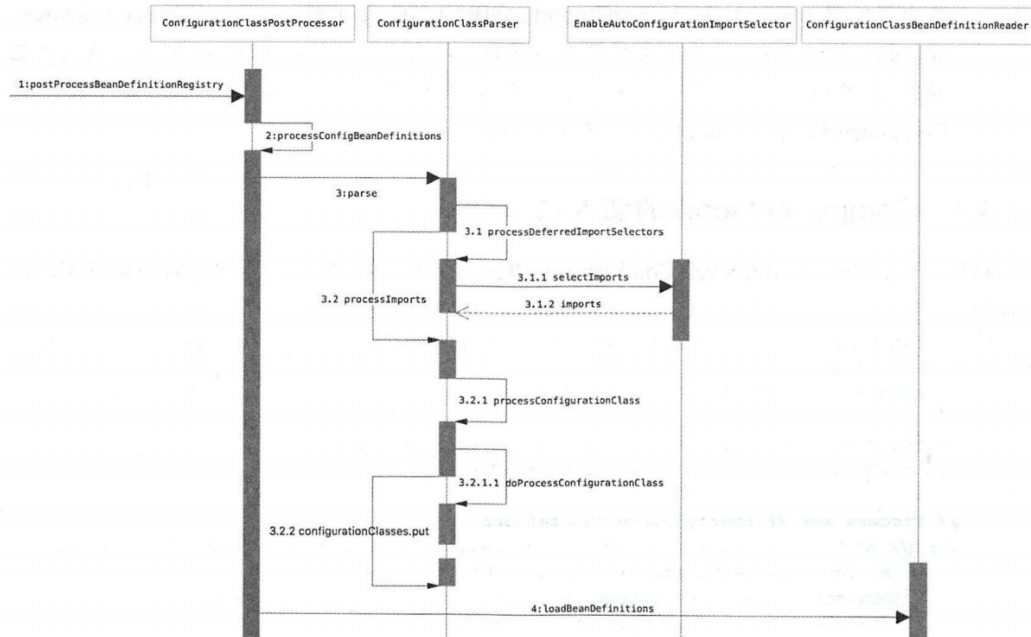 ConfigurationClassPostProcessor
ConfigurationClassParser
EnableAutoConfigurationImportSelector
ConfigurationClassBeanDefinitionReader
1:postProcessBeanDefinitionRegistry
2:processConfigBeanDefinitions
3:parse
3.1 processDeferredImportSelectors
3.1.1 selectImports
3.2 processImports
3.1.2 imports
3.2.1 processConfigurationClass
3.2.1.1 doProcessConfigurationClass
3.2.2 configurationClasses.put
4:loadBeanDefinitions